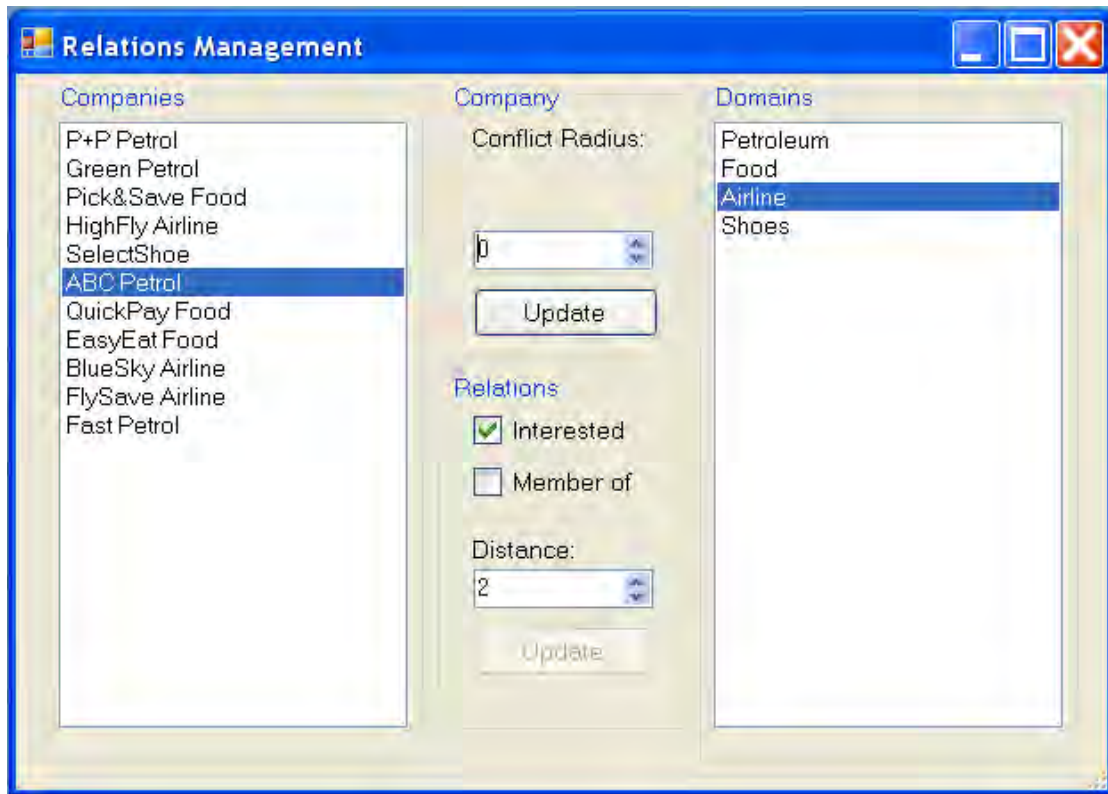 Relations Management
Companies
P+P Petrol
Green Petrol
Pick&Save Food
HighFly Airline
SelectShoe
ABC Petrol
QuickPay Food
EasyEat Food
BlueSky Airline
FlySave Airline
Fast Petrol
Company
Conflict Radius:
0
Update
Relations
Interested
Member of
Distance:
2
Update
Domains
Petroleum
Food
Airline
Shoes